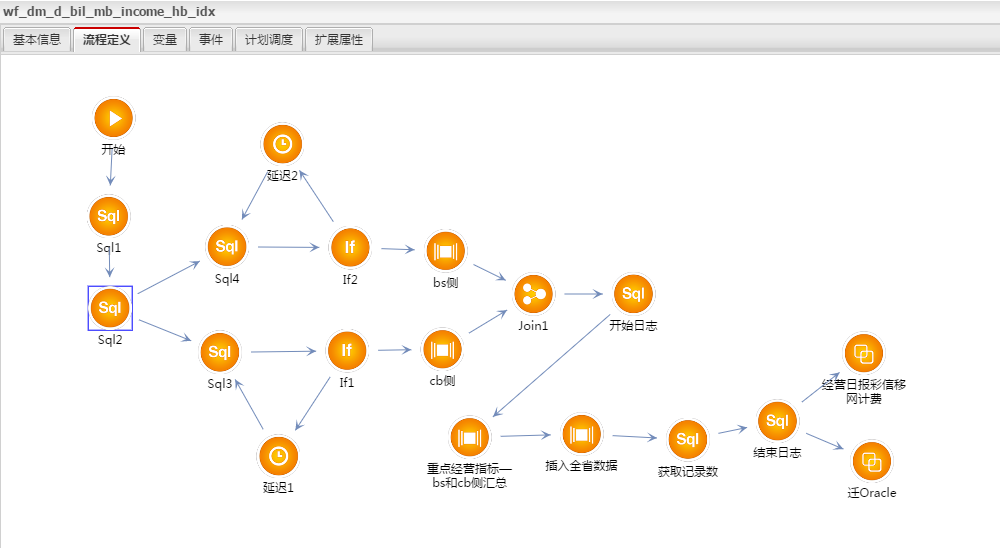 wf_dm_d_bil_mb_income_hb_idx
基本信息 流程定义 变量 事件 计划调度 扩展属性
开始
延迟2
Sql
Sql1
Sql
Sql4
If
If2
bs侧
Sql
Sql2
Join1
Sql
开始日志
Sql
Sql3
If
If1
cb侧
经营日报彩信移
网计费
延迟1
重点经营指标—
bs和cb侧汇总
插入全省数据
Sql
获取记录数
Sql
结束日志
迁Oracle